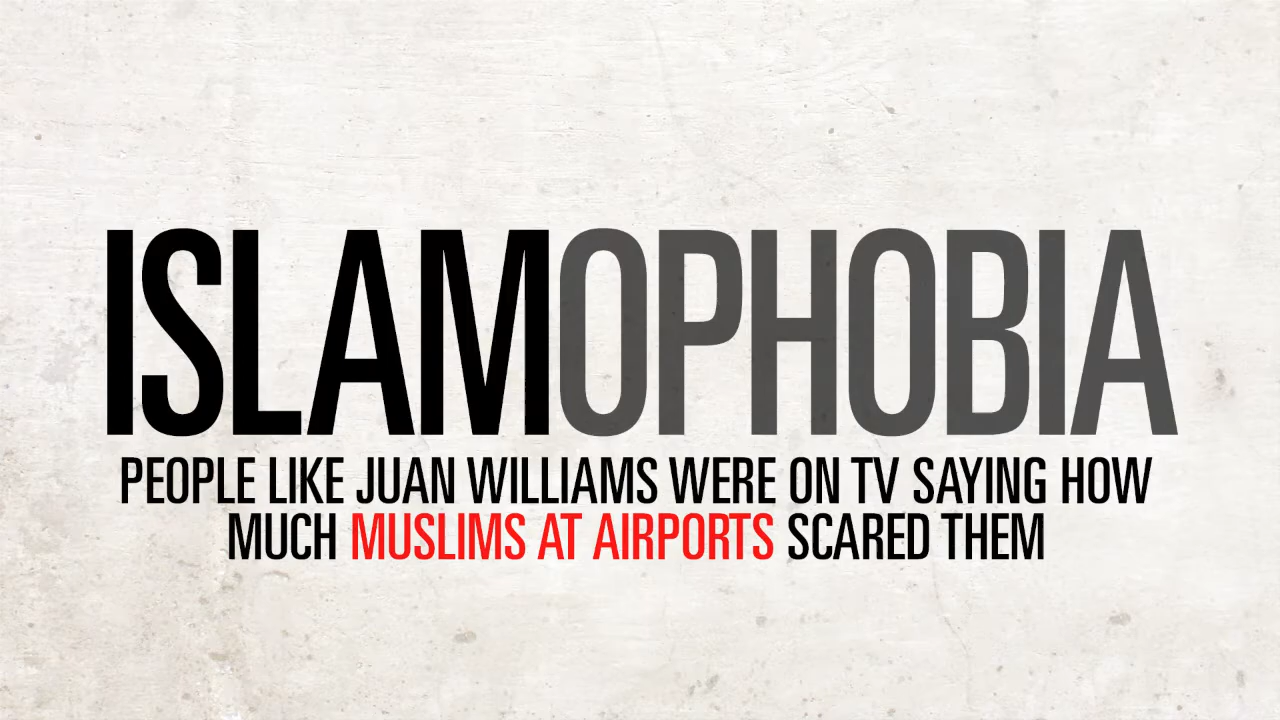 ISLAMOPHOBIA
PEOPLE LIKE JUAN WILLIAMS WERE ON TV SAYING HOW
MUCH MUSLIMS AT AIRPORTS SCARED THEM